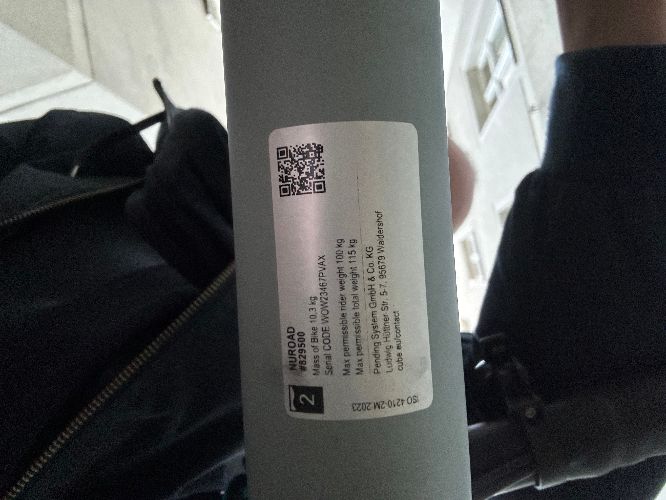 NUROAD
#829500
Mass of Bike 10,3 kg
Serial CODE WOW23467PVAX
Max permissible rider weight 100 kg
Max permissible total weight 115 kg
Pending System GmbH & Co. KG
Ludwig Hüttner Str. 5-7, 95679 Waldershof
cube.eu/contact
2
ISO 4210-2M 2023